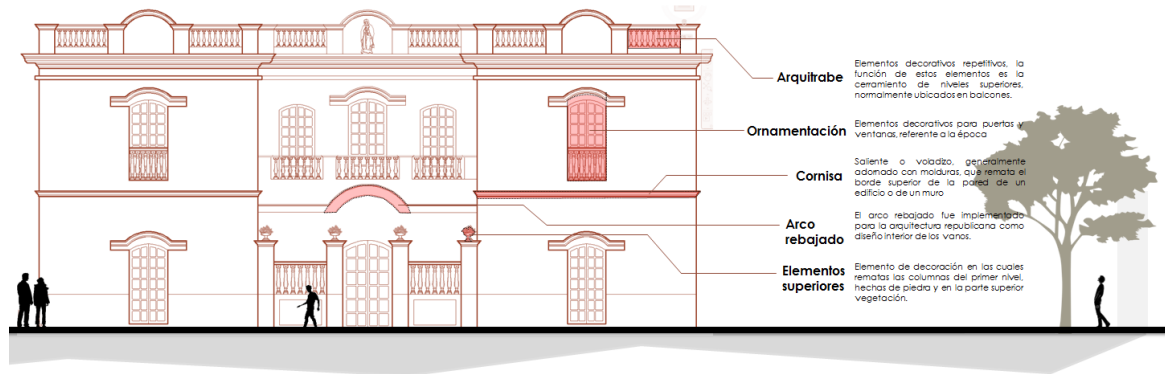 Arquitrabe
Elementos decorativos repetitivos, la
función de estos elementos es la
cerramiento de niveles superiores,
normalmente ubicados en balcones.
Ornamentación
Elementos decorativos para puertas y
ventanas, referente a la época
Cornisa
Saliente o voladizo, generalmente
adornado con molduras, que remata el
borde superior de la pared de un
edificio o de un muro
Arco
rebajado
El arco rebajado fue implementado
para la arquitectura republicana como
diseño interior de los vanos.
Elementos
superiores
Elemento de decoración en las cuales
rematas las columnas del primer nivel,
hechas de piedra y en la parte superior
vegetación.